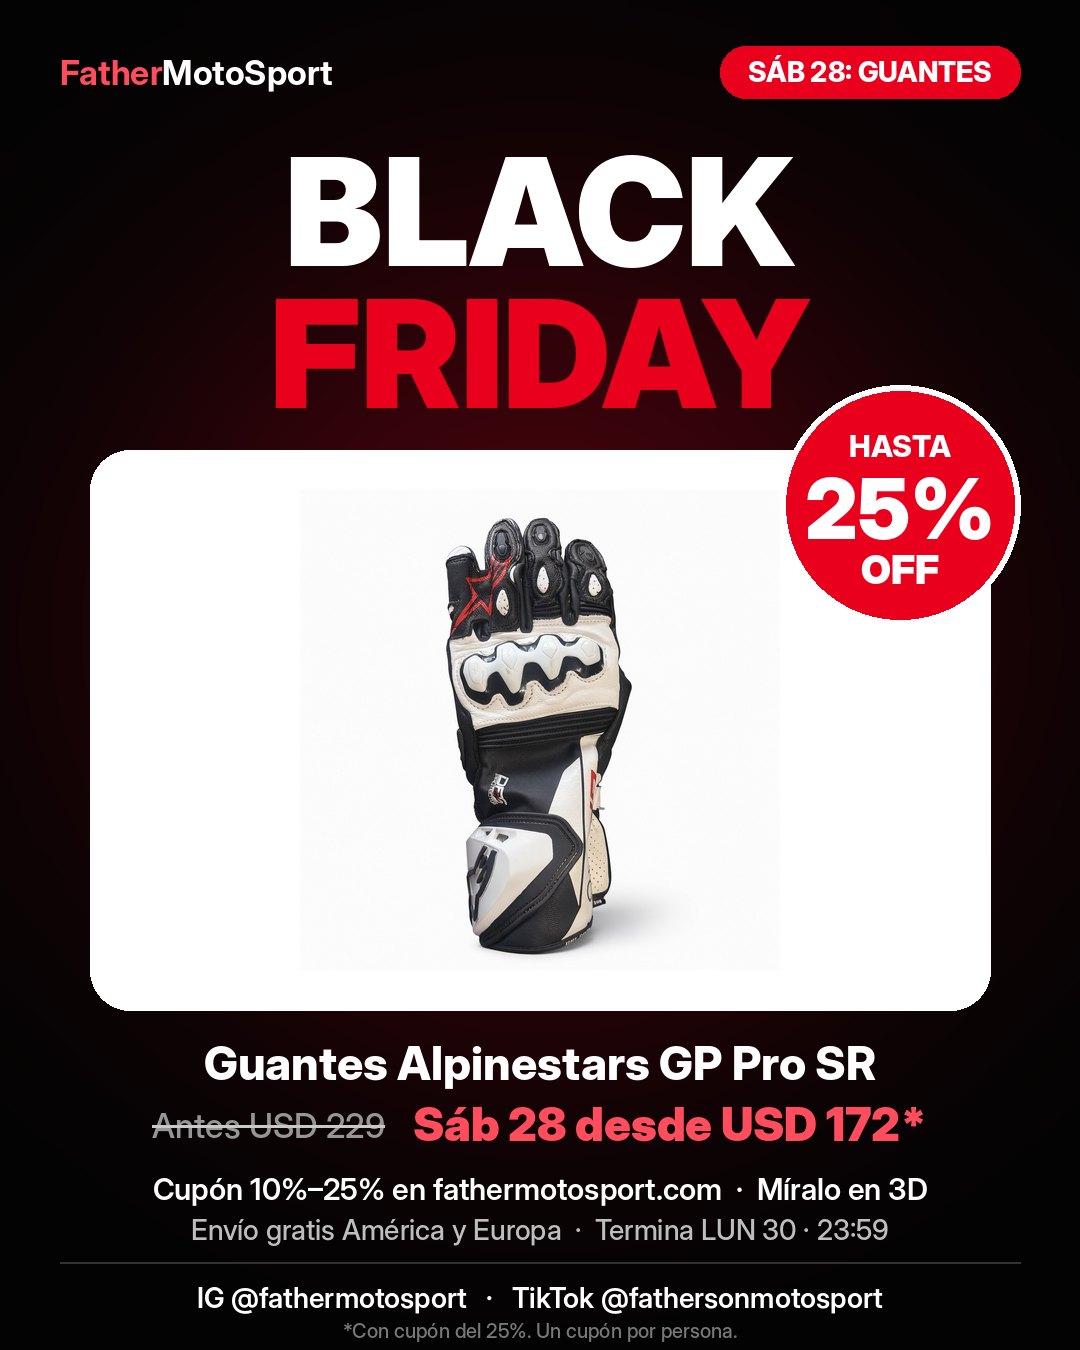 FatherMotoSport
SÁB 28: GUANTES
BLACK
FRIDAY
HASTA
25%
OFF
Guantes Alpinestars GP Pro SR
Antes USD 229 Sáb 28 desde USD 172*
Cupón 10%–25% en fathermotosport.com · Míralo en 3D
Envío gratis América y Europa · Termina LUN 30 · 23:59
IG @fathermotosport · TikTok @fathersonmotosport
*Con cupón del 25%. Un cupón por persona.